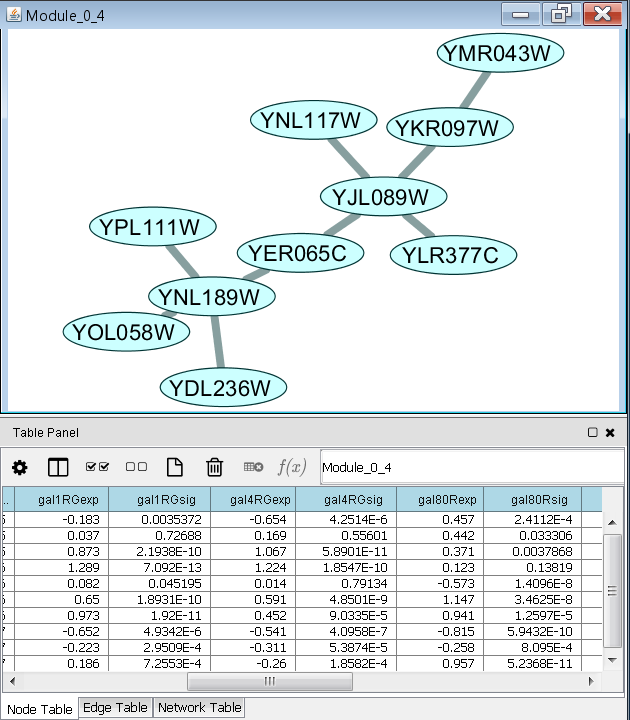 Module_0_4
YMR043W
YNL117W
YKR097W
YJL089W
YPL111W
YER065C
YLR377C
YNL189W
YOL058W
YDL236W
Table Panel
f(x)
Module_0_4
.. gal1RGexp gal1RGsig gal4RGexp gal4RGsig gal80Rexp gal80Rsig
-0.183 0.0035372 -0.654 4.2514E-6 0.457 2.4112E-4
0.037 0.72688 0.169 0.55601 0.442 0.033306
0.873 2.1938E-10 1.067 5.8901E-11 0.371 0.0037868
1.289 7.092E-13 1.224 1.8547E-10 0.123 0.13819
0.082 0.045195 0.014 0.79134 -0.573 1.4096E-8
0.65 1.8931E-10 0.591 4.8501E-9 1.147 3.4625E-8
0.973 1.92E-11 0.452 9.0335E-5 0.941 1.2597E-5
-0.652 4.9342E-6 -0.541 4.0958E-7 -0.815 5.9432E-10
-0.223 2.9509E-4 -0.311 5.3874E-5 -0.258 8.095E-4
0.186 7.2553E-4 -0.26 1.8582E-4 0.957 5.2368E-11
Node Table Edge Table Network Table